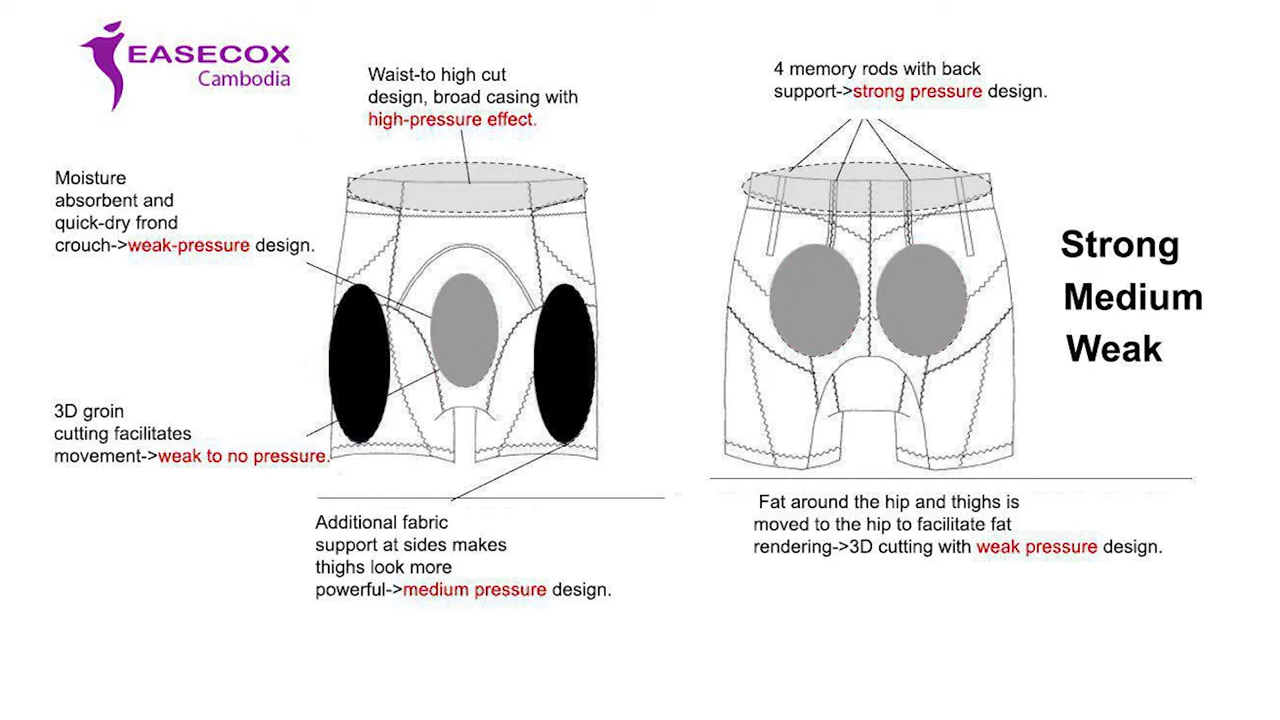 EASECOX
Cambodia
Waist-to high cut
design, broad casing with
high-pressure effect.
4 memory rods with back
support->strong pressure design.
Moisture
absorbent and
quick-dry frond
crouch->weak-pressure design.
Strong
Medium
Weak
3D groin
cutting facilitates
movement->weak to no pressure.
Additional fabric
support at sides makes
thighs look more
powerful->medium pressure design.
Fat around the hip and thighs is
moved to the hip to facilitate fat
rendering->3D cutting with weak pressure design.